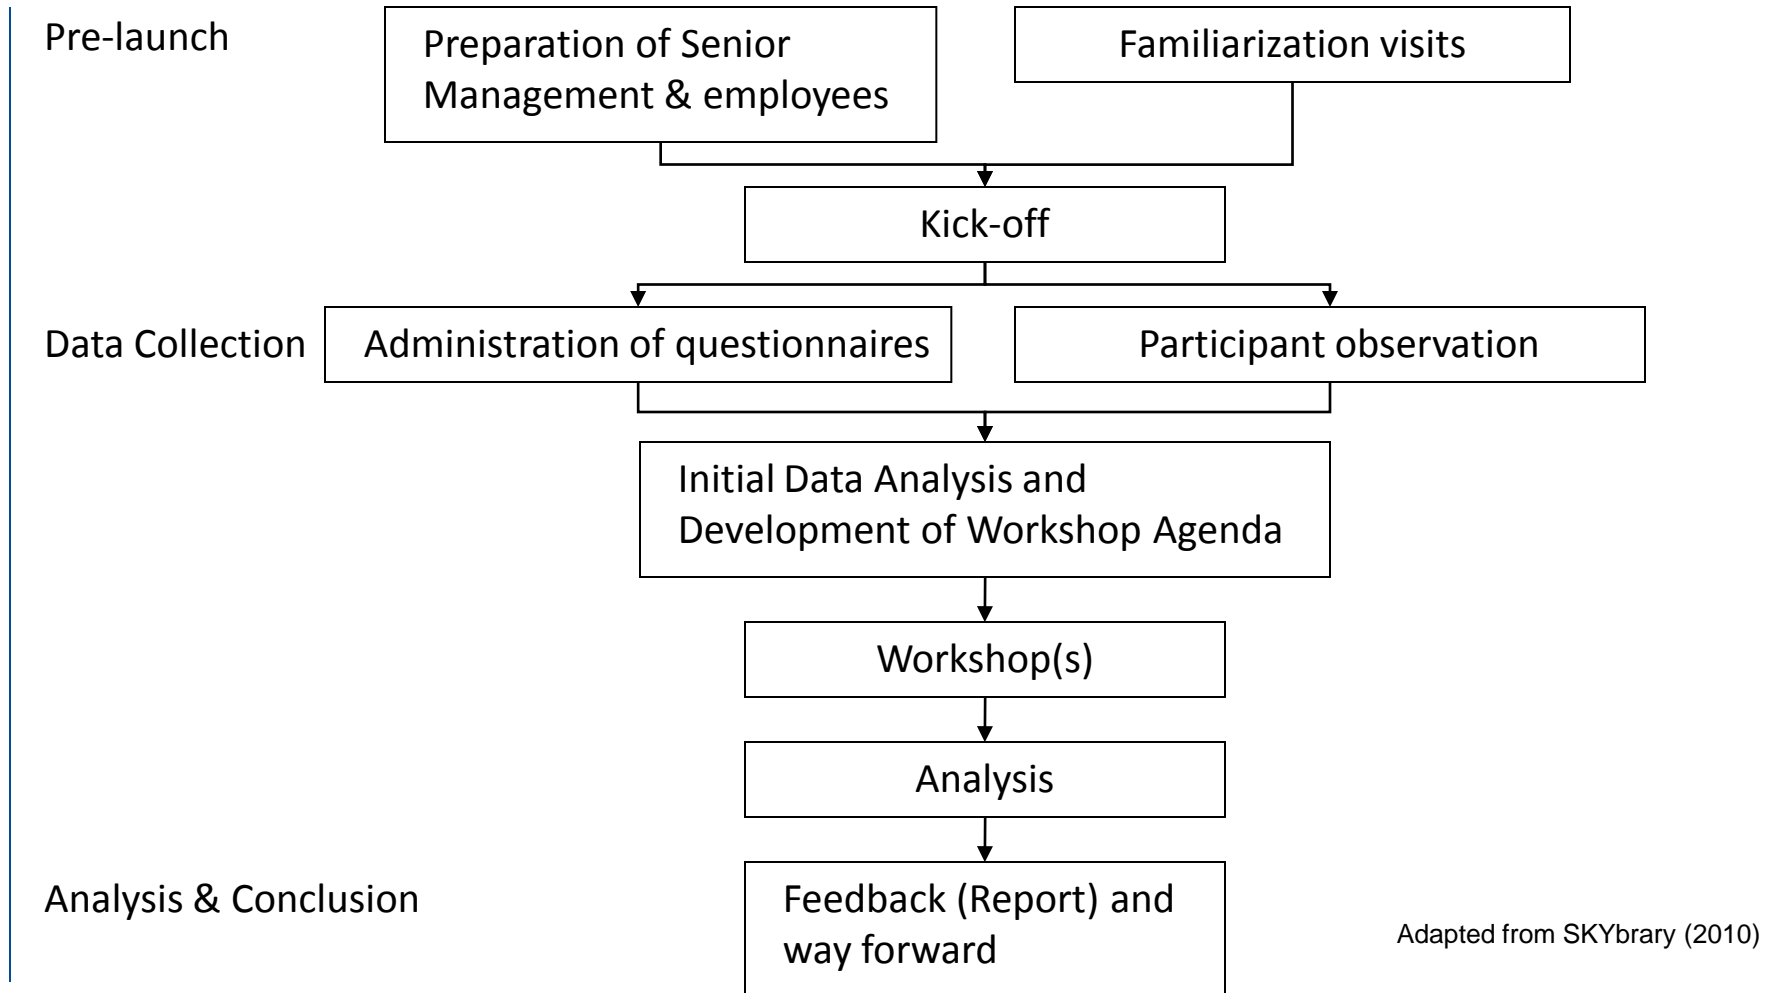 Pre-launch
Preparation of Senior
Management & employees
Familiarization visits
Kick-off
Data Collection
Administration of questionnaires
Participant observation
Initial Data Analysis and
Development of Workshop Agenda
Workshop(s)
Analysis
Analysis & Conclusion
Feedback (Report) and
way forward
Adapted from SKYbrary (2010)